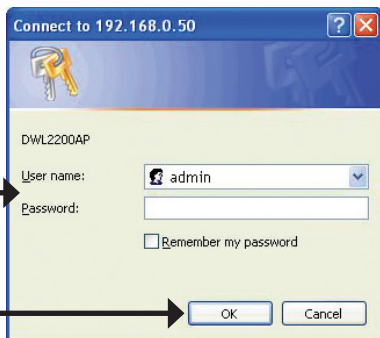 Connect to 192.168.0.50
DWL2200AP
User name:
admin
Password:
Remember my password
OK
Cancel